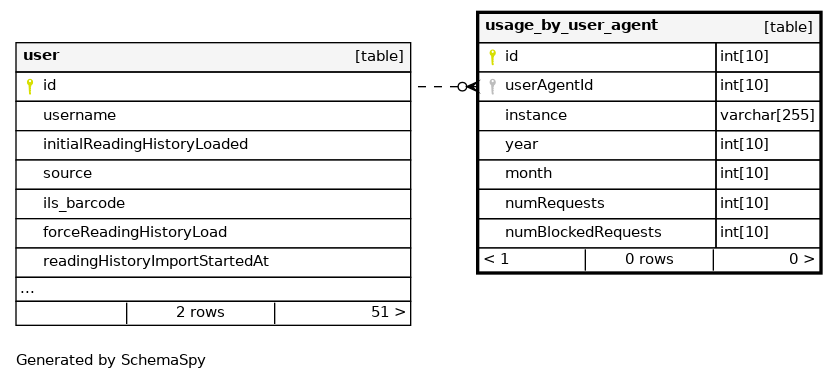 user [table]
id
username
initialReadingHistoryLoaded
source
ils_barcode
forceReadingHistoryLoad
readingHistoryImportStartedAt
...
2 rows 51 >
usage_by_user_agent [table]
id int[10]
userAgentId int[10]
instance varchar[255]
year int[10]
month int[10]
numRequests int[10]
numBlockedRequests int[10]
< 1 0 rows 0 >
Generated by SchemaSpy